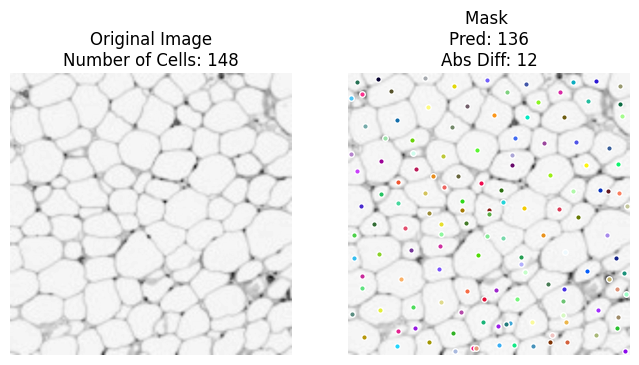 Original Image
Number of Cells: 148
Mask
Pred: 136
Abs Diff: 12